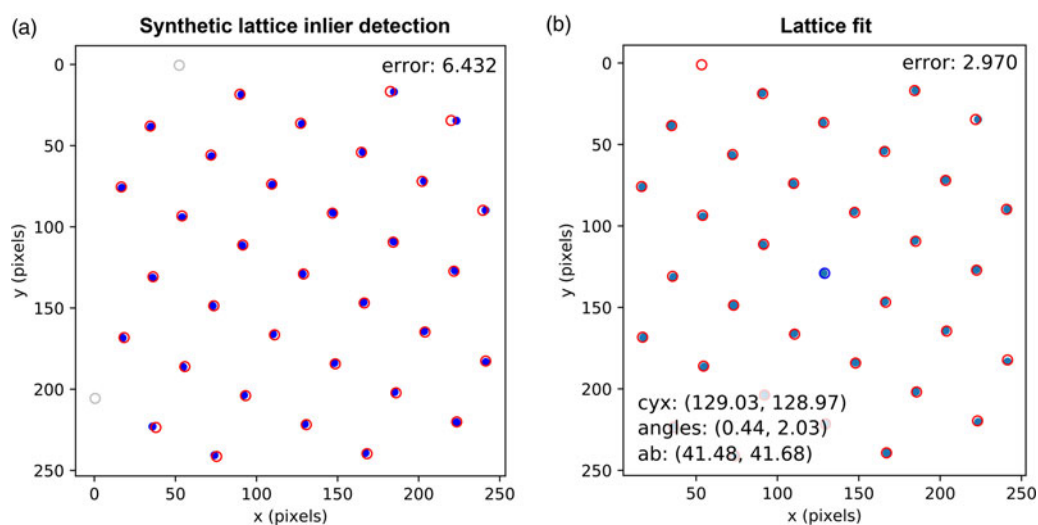 (a) Synthetic lattice inlier detection
error: 6.432
0
50
100
150
200
250
y (pixels)
0 50 100 150 200 250
x (pixels)
(b) Lattice fit
error: 2.970
0
50
100
150
200
250
y (pixels)
cyx: (129.03, 128.97)
angles: (0.44, 2.03)
ab: (41.48, 41.68)
0 50 100 150 200 250
x (pixels)